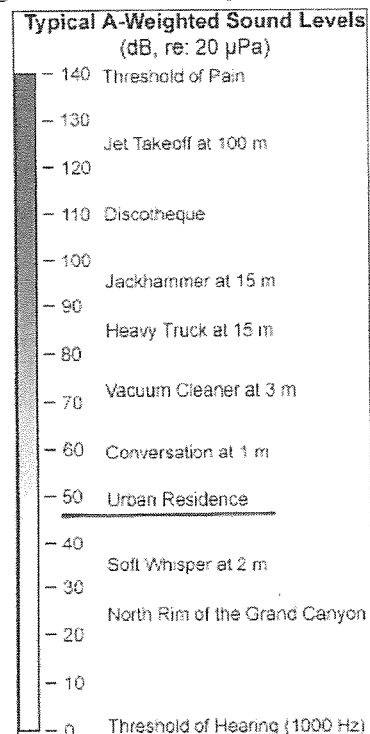 Typical A-Weighted Sound Levels
(dB, re: 20 µPa)
– 140 Threshold of Pain
– 130
Jet Takeoff at 100 m
– 120
– 110 Discotheque
– 100
Jackhammer at 15 m
– 90
Heavy Truck at 15 m
– 80
Vacuum Cleaner at 3 m
– 70
– 60 Conversation at 1 m
– 50 Urban Residence
– 40
Soft Whisper at 2 m
– 30
North Rim of the Grand Canyon
– 20
– 10
– 0 Threshold of Hearing (1000 Hz)